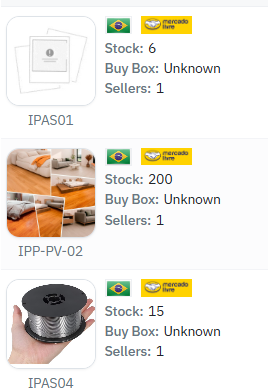 mercado
livre
Stock: 6
Buy Box: Unknown
Sellers: 1
IPAS01
mercado
livre
Stock: 200
Buy Box: Unknown
Sellers: 1
IPP-PV-02
mercado
livre
Stock: 15
Buy Box: Unknown
Sellers: 1
IPAS04